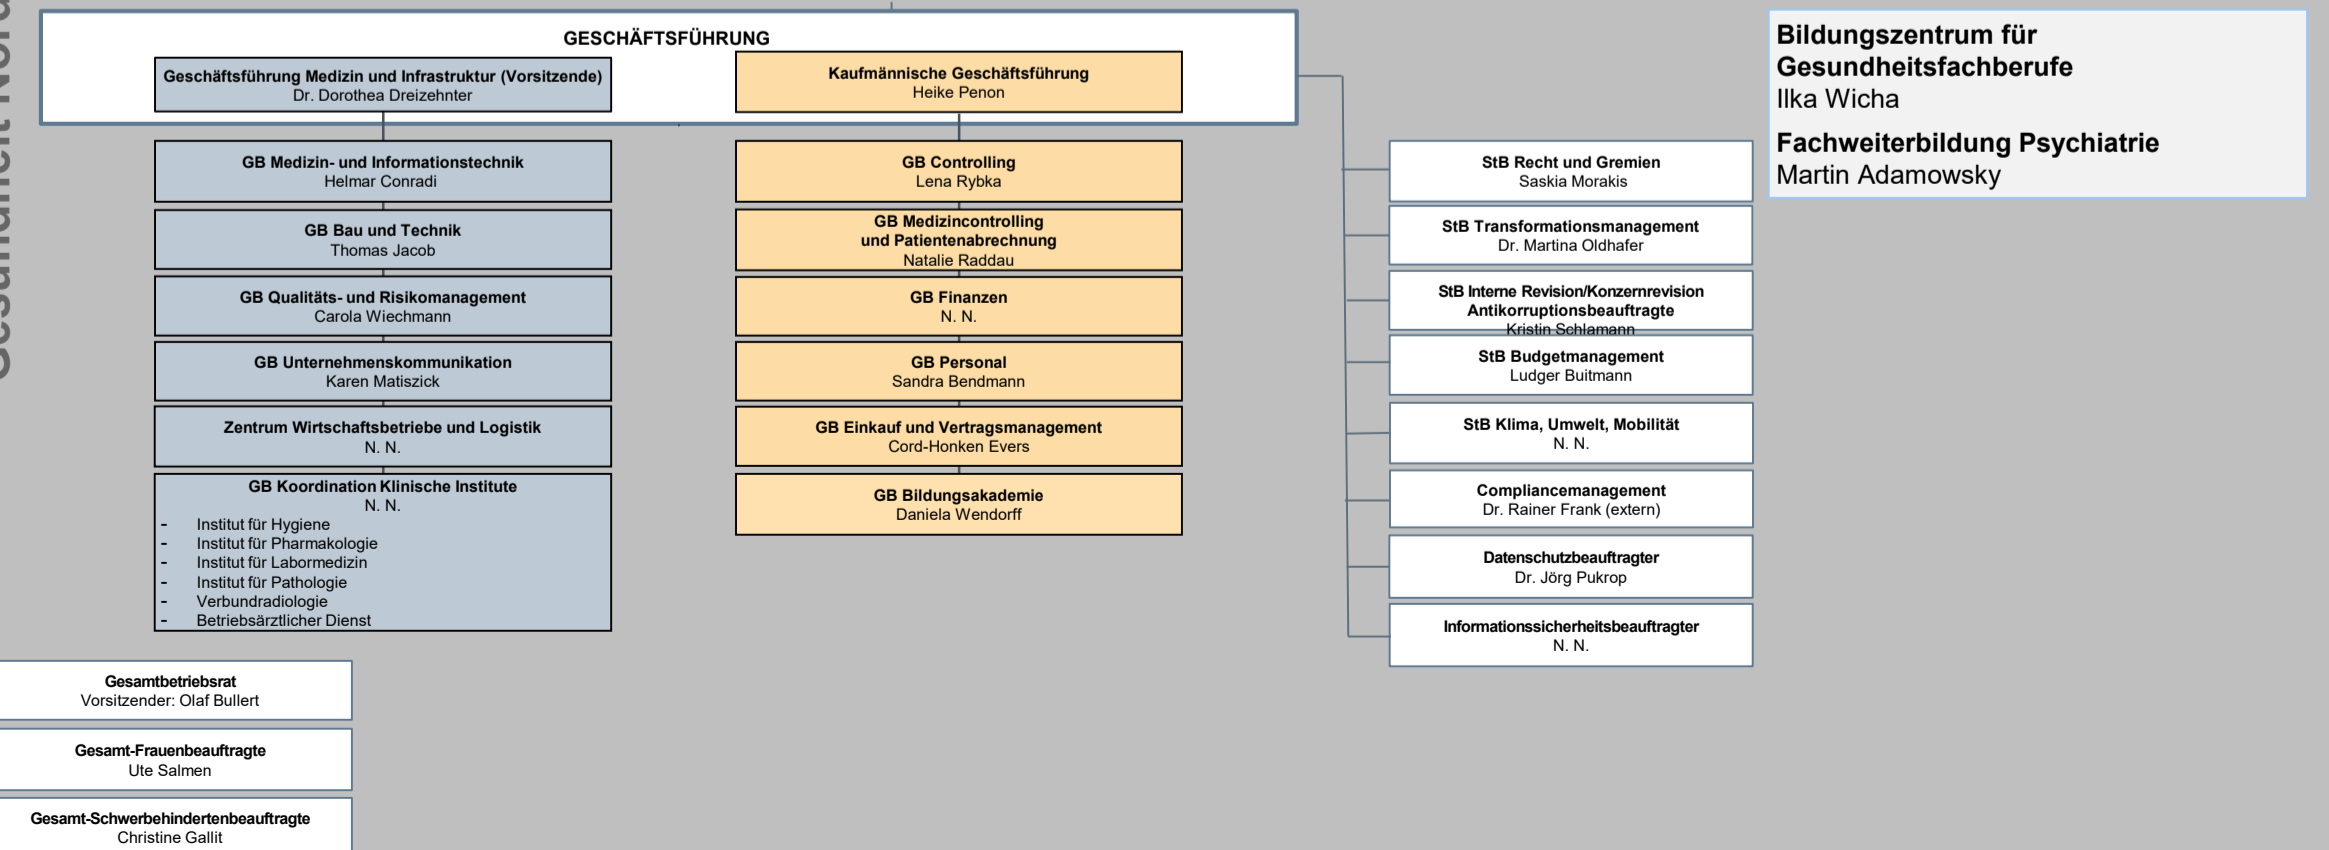 GESCHÄFTSFÜHRUNG
Geschäftsführung Medizin und Infrastruktur (Vorsitzende)
Dr. Dorothea Dreizehnter
Kaufmännische Geschäftsführung
Heike Penon
GB Medizin- und Informationstechnik
Helmar Conradi
GB Bau und Technik
Thomas Jacob
GB Qualitäts- und Risikomanagement
Carola Wiechmann
GB Unternehmenskommunikation
Karen Matiszick
Zentrum Wirtschaftsbetriebe und Logistik
N. N.
GB Koordination Klinische Institute
N. N.
- Institut für Hygiene
- Institut für Pharmakologie
- Institut für Labormedizin
- Institut für Pathologie
- Verbundradiologie
- Betriebsärztlicher Dienst
GB Controlling
Lena Rybka
GB Medizincontrolling
und Patientenabrechnung
Natalie Raddau
GB Finanzen
N. N.
GB Personal
Sandra Bendmann
GB Einkauf und Vertragsmanagement
Cord-Honken Evers
GB Bildungsakademie
Daniela Wendorff
StB Recht und Gremien
Saskia Morakis
StB Transformationsmanagement
Dr. Martina Oldhafer
StB Interne Revision/Konzernrevision
Antikorruptionsbeauftragte
Kristin Schlamann
StB Budgetmanagement
Ludger Buitmann
StB Klima, Umwelt, Mobilität
N. N.
Compliancemanagement
Dr. Rainer Frank (extern)
Datenschutzbeauftragter
Dr. Jörg Pukrop
Informationssicherheitsbeauftragter
N. N.
Bildungszentrum für
Gesundheitsfachberufe
Ilka Wicha
Fachweiterbildung Psychiatrie
Martin Adamowsky
Gesamtbetriebsrat
Vorsitzender: Olaf Bullert
Gesamt-Frauenbeauftragte
Ute Salmen
Gesamt-Schwerbehindertenbeauftragte
Christine Gallit